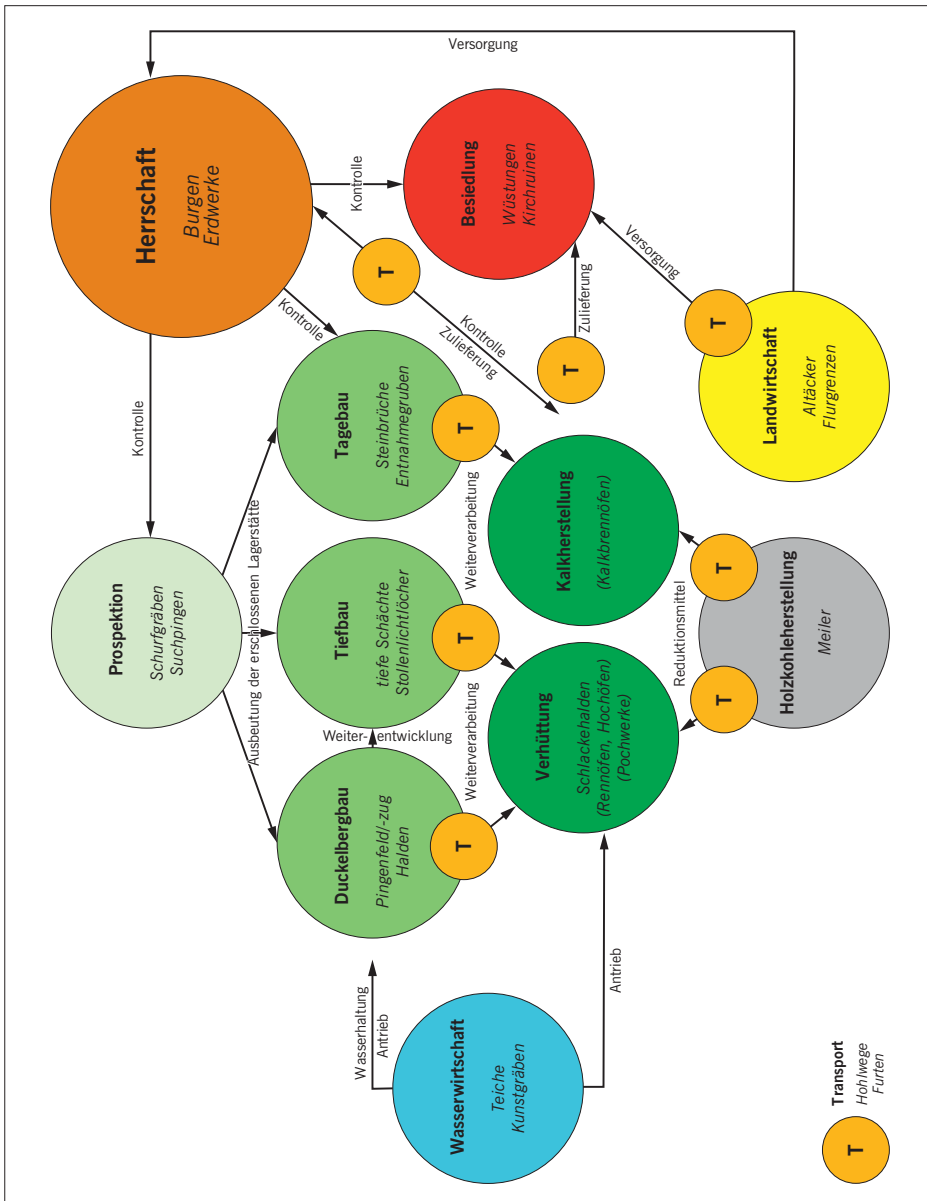 Prospektion
Schurfgräben
Suchpingen
Kontrolle
Herrschaft
Burgen
Erdwerke
Versorgung
Ausbeutung der erschlossenen Lagerstätte
Kontrolle
Kontrolle
Wasserhaltung
Antrieb
Duckelbergbau
Pingenfeld/-zug
Halden
T
Weiter-entwicklung
Tiefbau
tiefe Schächte
Stollenlichtlöcher
T
Tagebau
Steinbrüche
Entnahmegruben
T
T
Kontrolle
Zulieferung
Besiedlung
Wüstungen
Kirchruinen
Wasserwirtschaft
Teiche
Kunstgräben
Weiterverarbeitung
Weiterverarbeitung
Weiterverarbeitung
Antrieb
Verhüttung
Schlackehalden
(Rennöfen, Hochöfen)
(Pochwerke)
Kalkherstellung
(Kalkbrennöfen)
T
Zulieferung
Versorgung
T
Reduktionsmittel
T
T
Holzkohleherstellung
Meiler
Landwirtschaft
Altäcker
Flurgrenzen
T
Transport
Hohlwege
Furten